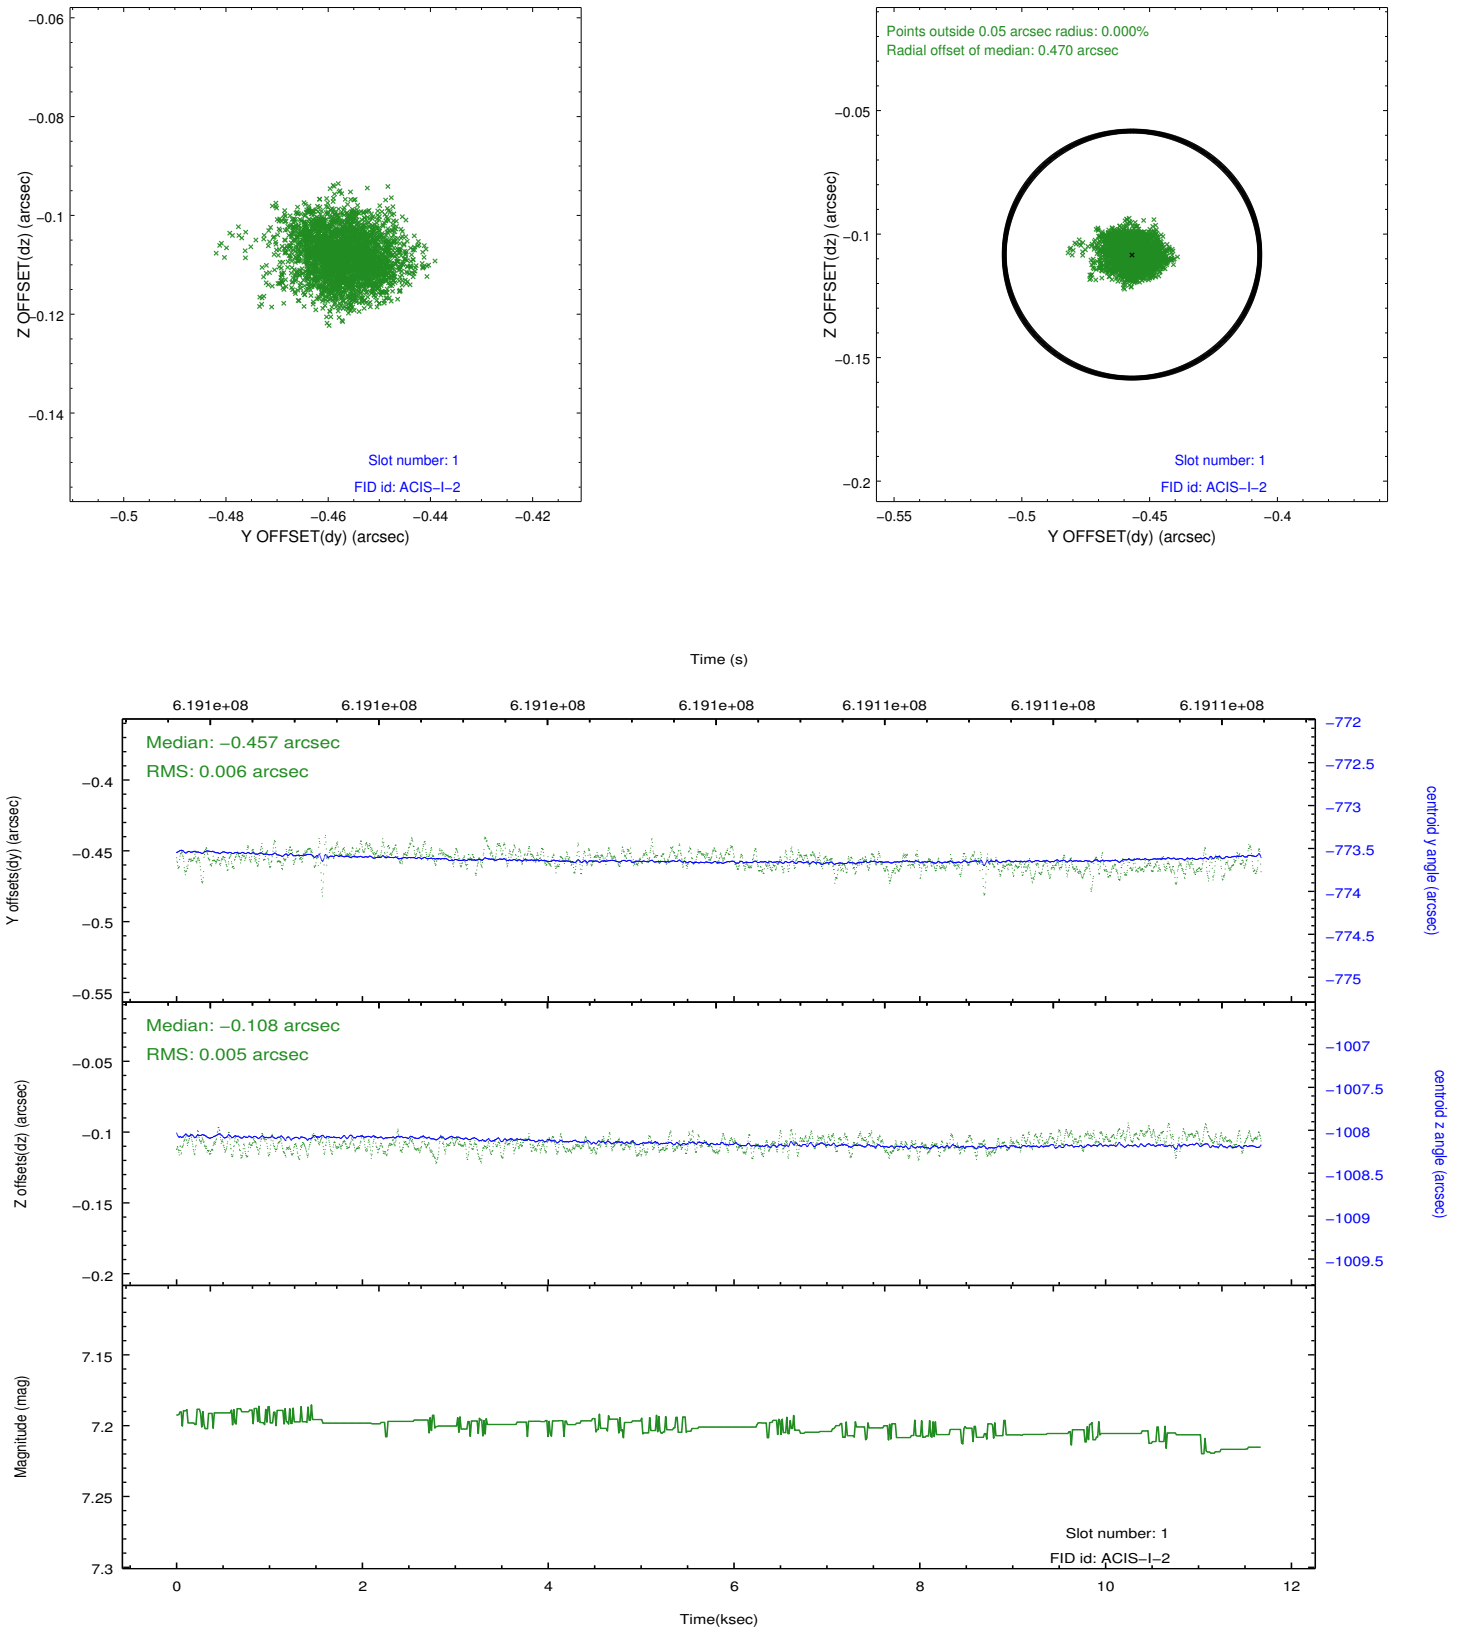 −0.06
−0.08
−0.1
−0.12
−0.14
Z OFFSET(dz) (arcsec)
Slot number: 1
FID id: ACIS−I−2
−0.5
−0.48
−0.46
−0.44
−0.42
Y OFFSET(dy) (arcsec)
Points outside 0.05 arcsec radius: 0.000%
Radial offset of median: 0.470 arcsec
−0.05
−0.1
−0.15
−0.2
Z OFFSET(dz) (arcsec)
Slot number: 1
FID id: ACIS−I−2
−0.55
−0.5
−0.45
−0.4
Y OFFSET(dy) (arcsec)
Time (s)
6.191e+08
6.191e+08
6.191e+08
6.191e+08
6.1911e+08
6.1911e+08
6.1911e+08
Median: −0.457 arcsec
RMS: 0.006 arcsec
−0.4
−0.45
−0.5
−0.55
Y offsets(dy) (arcsec)
−772
−772.5
−773
−773.5
−774
−774.5
−775
centroid y angle (arcsec)
Median: −0.108 arcsec
RMS: 0.005 arcsec
−0.05
−0.1
−0.15
−0.2
Z offsets(dz) (arcsec)
−1007
−1007.5
−1008
−1008.5
−1009
−1009.5
centroid z angle (arcsec)
7.15
7.2
7.25
7.3
Magnitude (mag)
Slot number: 1
FID id: ACIS−I−2
0
2
4
6
8
10
12
Time(ksec)